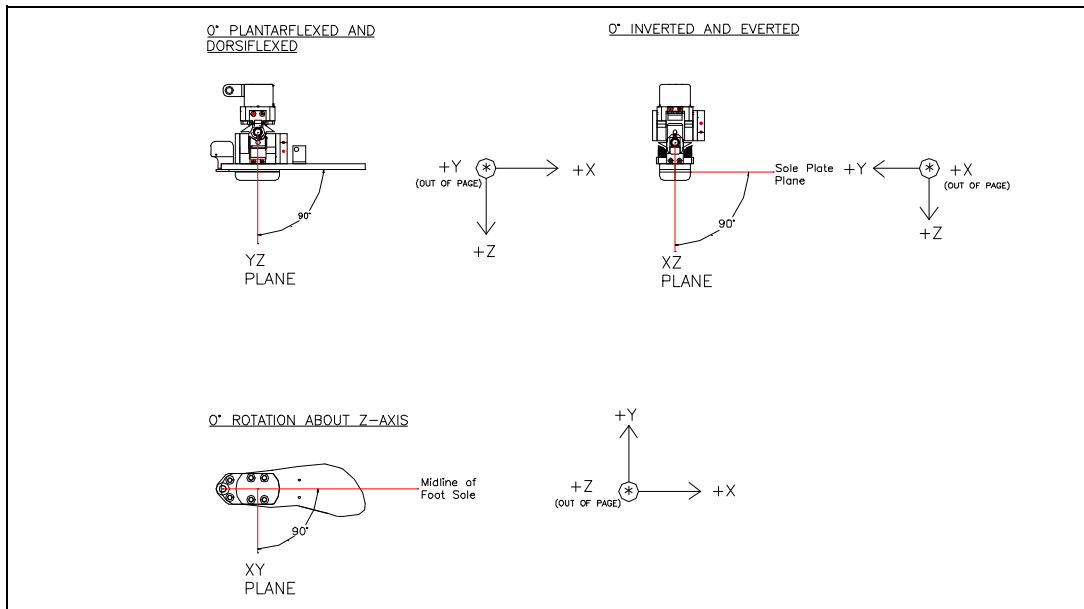 0° PLANTARFLEXED AND
DORSIFLEXED
90°
YZ
PLANE
+Y
(OUT OF PAGE)
*
+X
+Z
0° INVERTED AND EVERTED
Sole Plate
Plane
90°
XZ
PLANE
+Y
*
+X
(OUT OF PAGE)
+Z
0° ROTATION ABOUT Z-AXIS
Midline of
Foot Sole
90°
XY
PLANE
+Y
+Z
(OUT OF PAGE)
*
+X